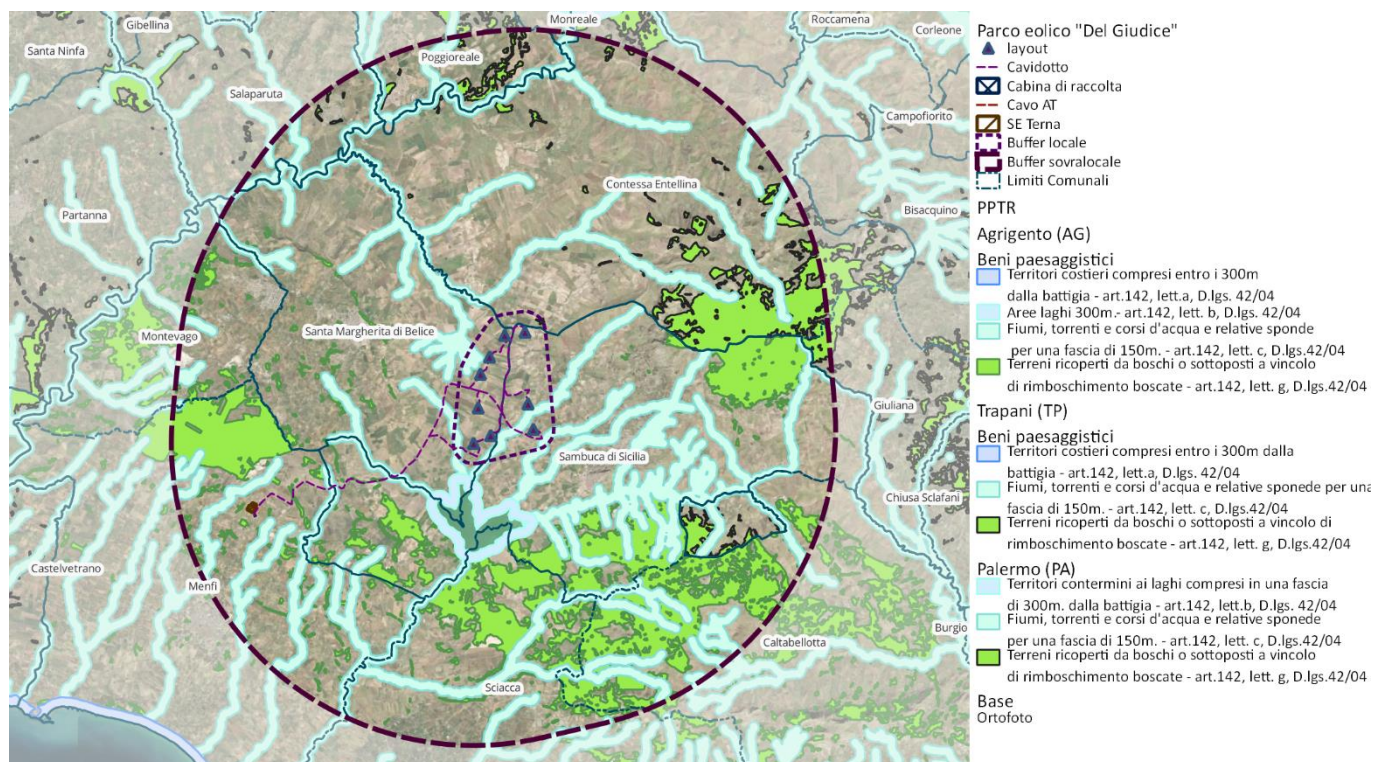 Monreale
Roccamena
Gibellina
Corleone
Santa Ninfa
Poggioreale
Salaparuta
Campofiorito
Contessa Entellina
Partanna
Bisacquino
Santa Margherita di Belice
Montevago
Giuliana
Sambuca di Sicilia
Chiusa Sclafani
Castelvetrano
Menfi
Burgio
Caltabellotta
Sciacca
Parco eolico "Del Giudice"
layout
Cavidotto
Cabina di raccolta
Cavo AT
SE Terna
Buffer locale
Buffer sovralocale
Limiti Comunali
PPTR
Agrigento (AG)
Beni paesaggistici
Territori costieri compresi entro i 300m
dalla battigia - art.142, lett.a, D.lgs. 42/04
Aree laghi 300m.- art.142, lett. b, D.lgs. 42/04
Fiumi, torrenti e corsi d'acqua e relative sponde
per una fascia di 150m. - art.142, lett. c, D.lgs.42/04
Terreni ricoperti da boschi o sottoposti a vincolo
di rimboschimento boscate - art.142, lett. g, D.lgs.42/04
Trapani (TP)
Beni paesaggistici
Territori costieri compresi entro i 300m dalla
battigia - art.142, lett.a, D.lgs. 42/04
Fiumi, torrenti e corsi d'acqua e relative sponede per una
fascia di 150m. - art.142, lett. c, D.lgs.42/04
Terreni ricoperti da boschi o sottoposti a vincolo di
rimboschimento boscate - art.142, lett. g, D.lgs.42/04
Palermo (PA)
Territori contermini ai laghi compresi in una fascia
di 300m. dalla battigia - art.142, lett.b, D.lgs. 42/04
Fiumi, torrenti e corsi d'acqua e relative sponede
per una fascia di 150m. - art.142, lett. c, D.lgs.42/04
Terreni ricoperti da boschi o sottoposti a vincolo
di rimboschimento boscate - art.142, lett. g, D.lgs.42/04
Base
Ortofoto